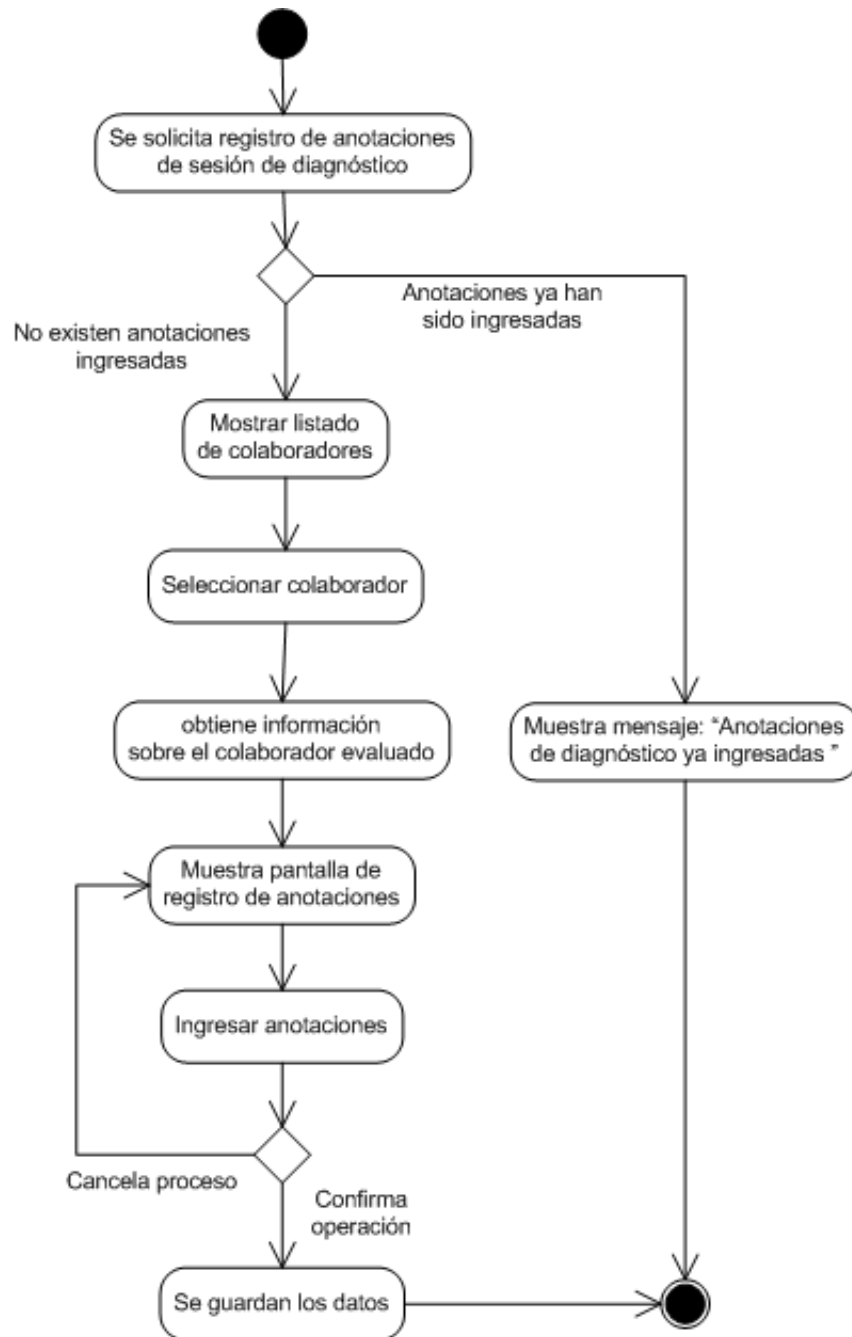 Se solicita registro de anotaciones
de sesión de diagnóstico
Anotaciones ya han
sido ingresadas
No existen anotaciones
ingresadas
Mostrar listado
de colaboradores
Seleccionar colaborador
obtiene información
sobre el colaborador evaluado
Muestra mensaje: “Anotaciones
de diagnóstico ya ingresadas ”
Muestra pantalla de
registro de anotaciones
Ingresar anotaciones
Cancela proceso
Confirma
operación
Se guardan los datos